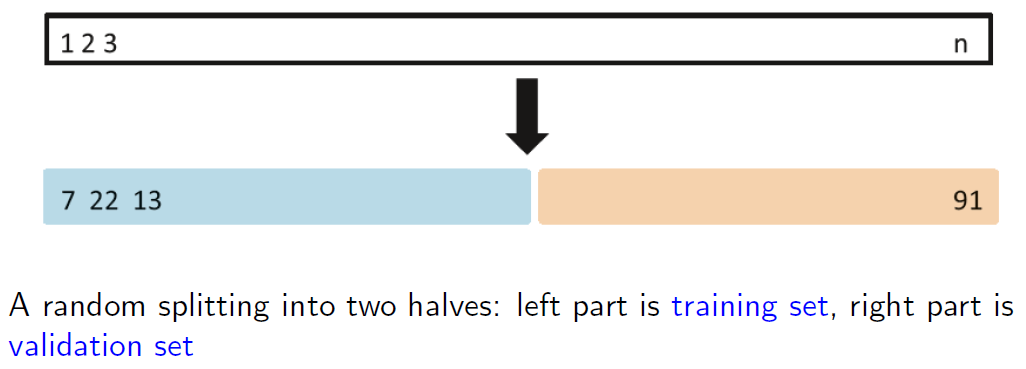 1 2 3 n
7 22 13 91
A random splitting into two halves: left part is training set, right part is
validation set